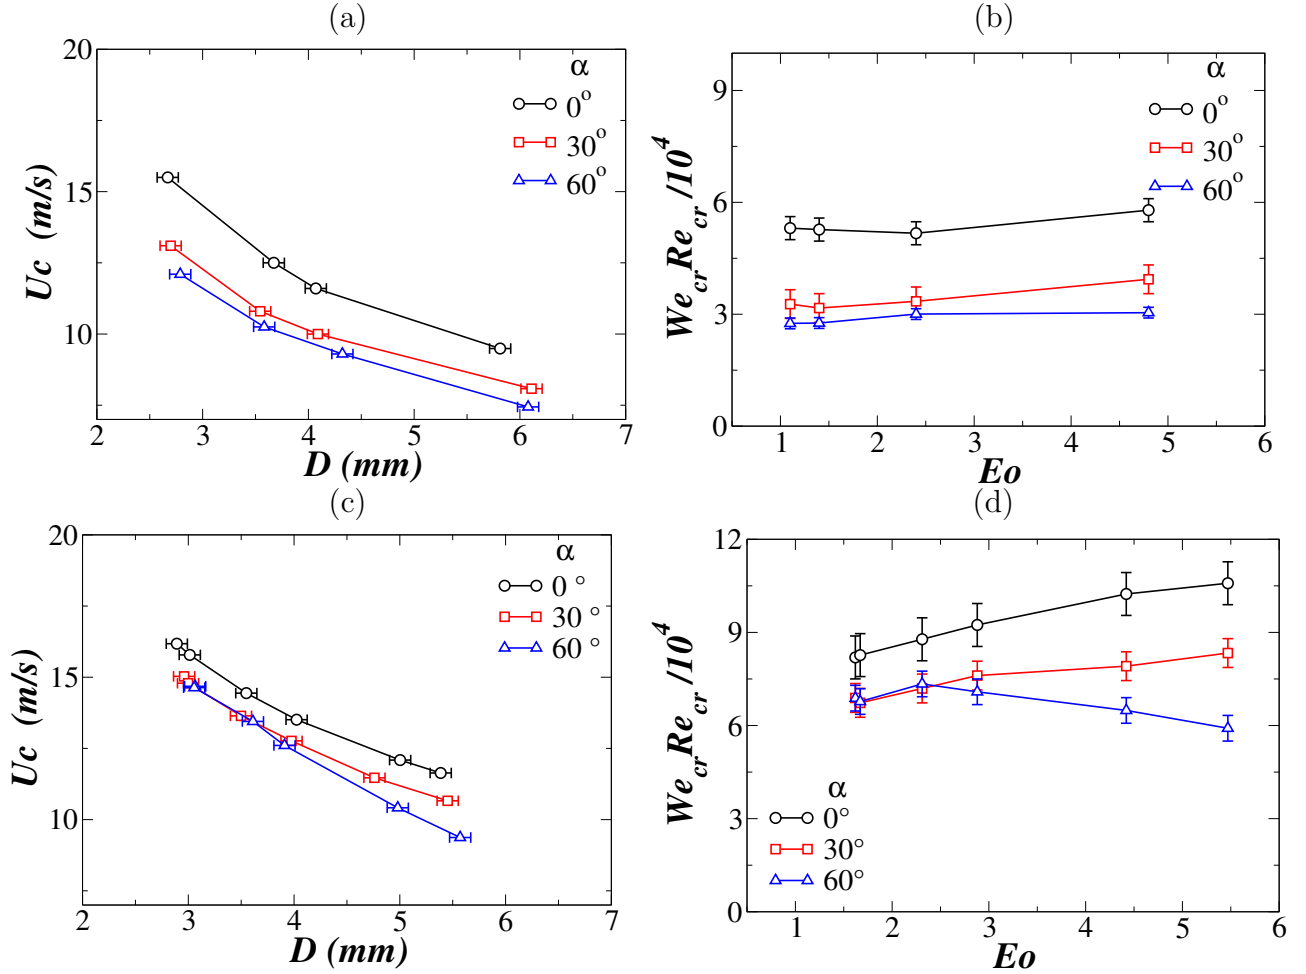 (a)
20
15
10
Uc (m/s)
2 3 4 5 6 7
D (mm)
α
0°
30°
60°
(b)
9
6
3
0
We_cr Re_cr /10^4
1 2 3 4 5 6
Eo
α
0°
30°
60°
(c)
20
15
10
Uc (m/s)
2 3 4 5 6 7
D (mm)
α
0 °
30 °
60 °
(d)
12
9
6
3
0
We_cr Re_cr /10^4
1 2 3 4 5 6
Eo
α
0°
30°
60°